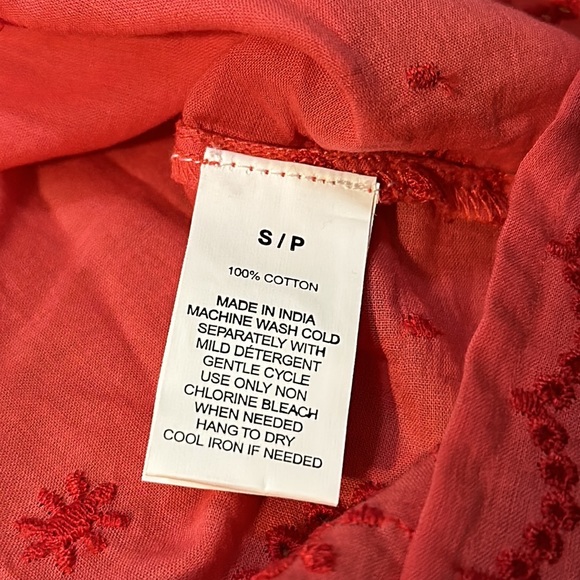 S / P
100% COTTON
MADE IN INDIA
MACHINE WASH COLD
SEPARATELY WITH
MILD DETERGENT
GENTLE CYCLE
USE ONLY NON
CHLORINE BLEACH
WHEN NEEDED
HANG TO DRY
COOL IRON IF NEEDED